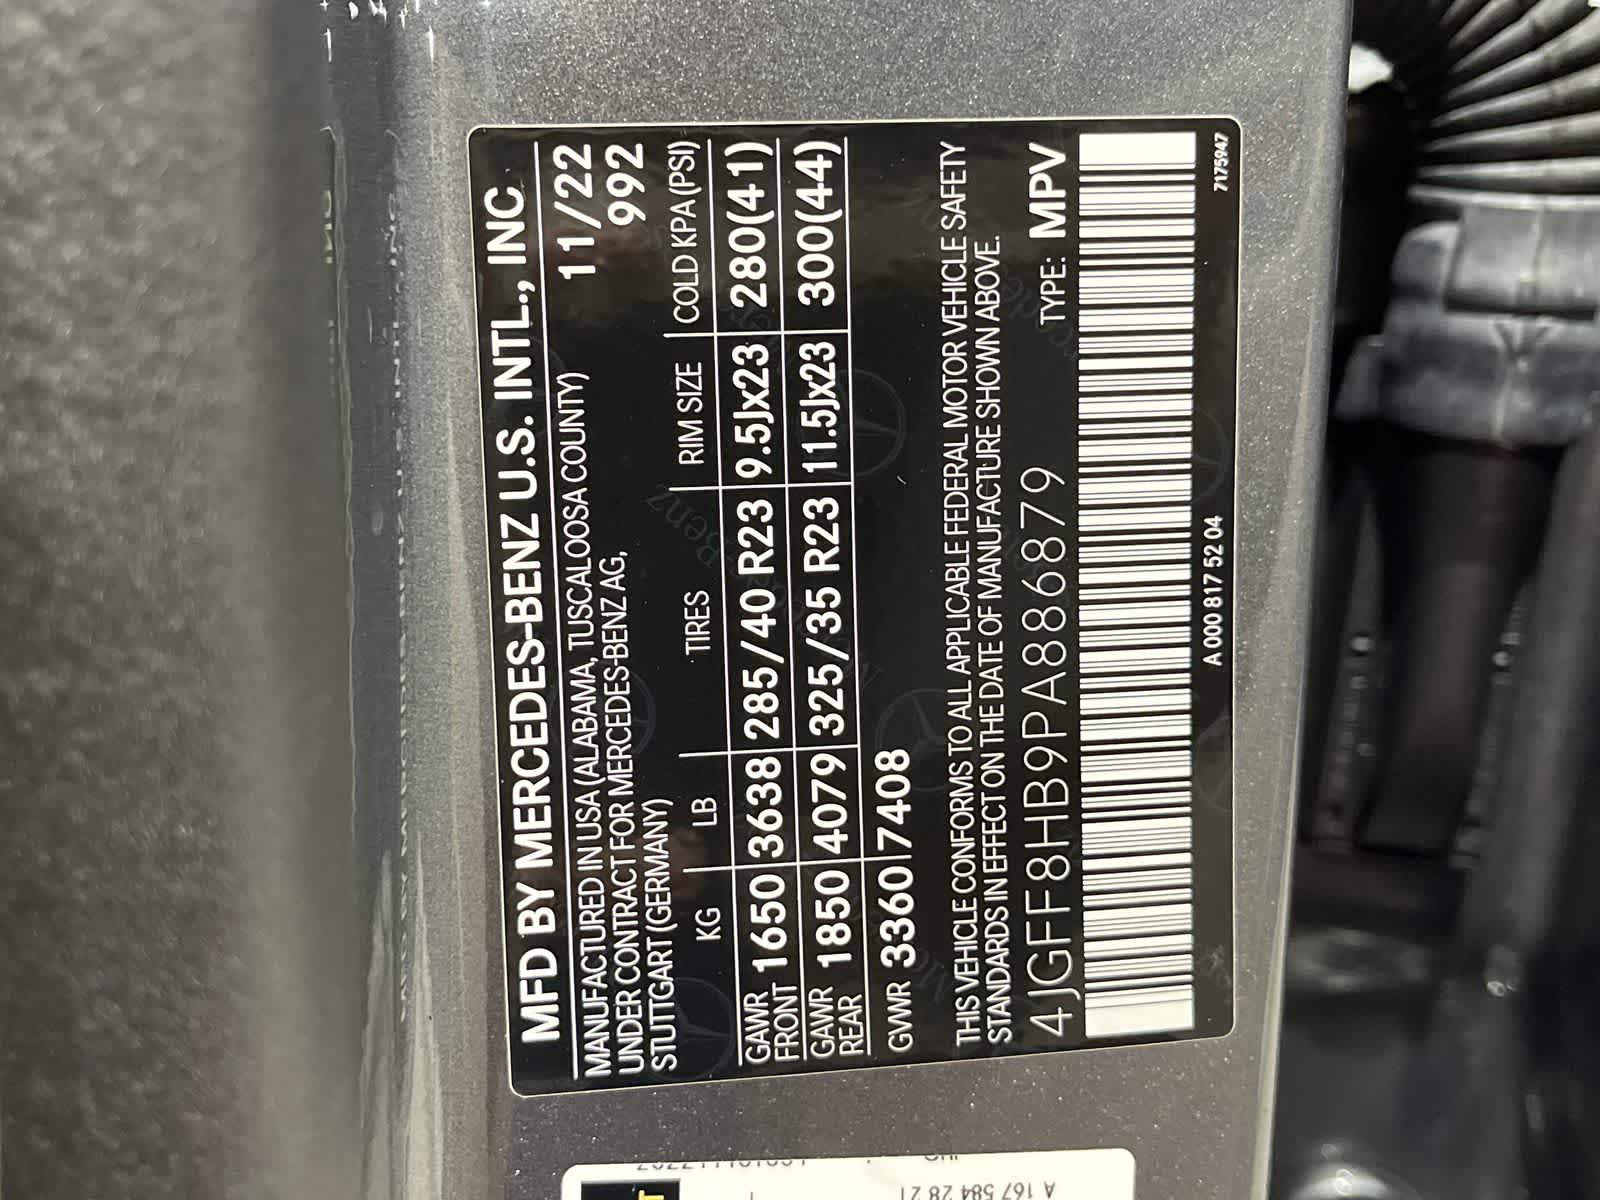 MFD BY MERCEDES-BENZ U.S. INTL., INC
MANUFACTURED IN USA (ALABAMA, TUSCALOOSA COUNTY) 11/22
UNDER CONTRACT FOR MERCEDES-BENZ AG, 992
STUTTGART (GERMANY)
KG LB TIRES RIM SIZE COLD KPA (PSI)
GAWR FRONT 1650 3638 285/40 R23 9.5Jx23 280(41)
GAWR REAR 1850 4079 325/35 R23 11.5Jx23 300(44)
GVWR 3360 7408
THIS VEHICLE CONFORMS TO ALL APPLICABLE FEDERAL MOTOR VEHICLE SAFETY
STANDARDS IN EFFECT ON THE DATE OF MANUFACTURE SHOWN ABOVE.
4JGFF8HB9PA886879 TYPE: MPV
A 000 817 52 04 7175947
A 167 584 28 21